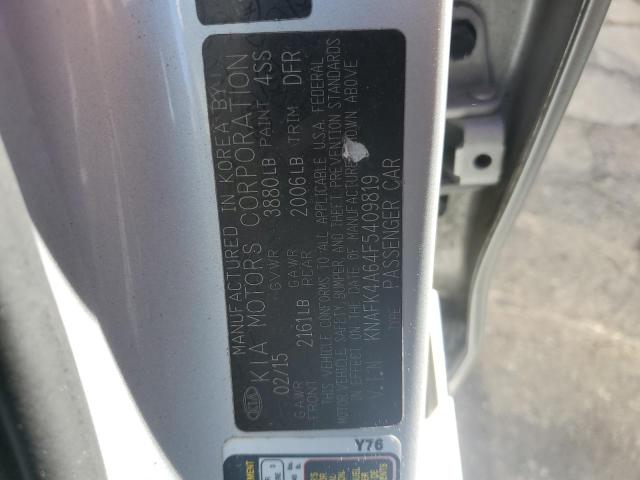 MANUFACTURED IN KOREA BY
KIA MOTORS CORPORATION
02/15 GVWR 3880LB PAINT 4SS
GAWR FRONT 2161LB GAWR REAR 2006LB TRIM DFR
THIS VEHICLE CONFORMS TO ALL APPLICABLE U.S.A. FEDERAL
MOTOR VEHICLE SAFETY BUMPER AND THEFT PREVENTION STANDARDS
IN EFFECT ON THE DATE OF MANUFACTURE SHOWN ABOVE
V.I.N KNAFK4A64F5409819
TYPE PASSENGER CAR
KIA
Y76